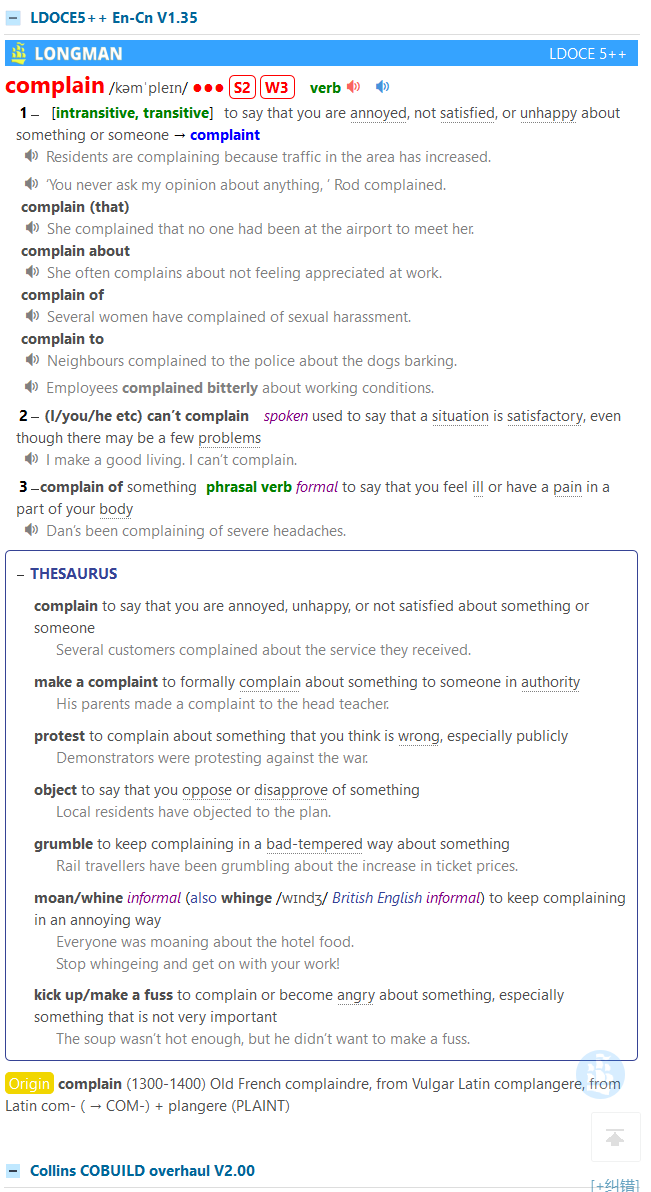 LDOCE5++ En-Cn V1.35
LONGMAN LDOCE 5++
complain /kəmˈpleɪn/ ●●● S2 W3 verb
1 – [intransitive, transitive] to say that you are annoyed, not satisfied, or unhappy about
something or someone → complaint
Residents are complaining because traffic in the area has increased.
‘You never ask my opinion about anything, ’ Rod complained.
complain (that)
She complained that no one had been at the airport to meet her.
complain about
She often complains about not feeling appreciated at work.
complain of
Several women have complained of sexual harassment.
complain to
Neighbours complained to the police about the dogs barking.
Employees complained bitterly about working conditions.
2 – (I/you/he etc) can’t complain spoken used to say that a situation is satisfactory, even
though there may be a few problems
I make a good living. I can’t complain.
3 –complain of something phrasal verb formal to say that you feel ill or have a pain in a
part of your body
Dan’s been complaining of severe headaches.
– THESAURUS
complain to say that you are annoyed, unhappy, or not satisfied about something or
someone
Several customers complained about the service they received.
make a complaint to formally complain about something to someone in authority
His parents made a complaint to the head teacher.
protest to complain about something that you think is wrong, especially publicly
Demonstrators were protesting against the war.
object to say that you oppose or disapprove of something
Local residents have objected to the plan.
grumble to keep complaining in a bad-tempered way about something
Rail travellers have been grumbling about the increase in ticket prices.
moan/whine informal (also whinge /wɪndʒ/ British English informal) to keep complaining
in an annoying way
Everyone was moaning about the hotel food.
Stop whingeing and get on with your work!
kick up/make a fuss to complain or become angry about something, especially
something that is not very important
The soup wasn’t hot enough, but he didn’t want to make a fuss.
Origin complain (1300-1400) Old French complaindre, from Vulgar Latin complangere, from
Latin com- ( → COM-) + plangere (PLAINT)
Collins COBUILD overhaul V2.00
[+纠错]